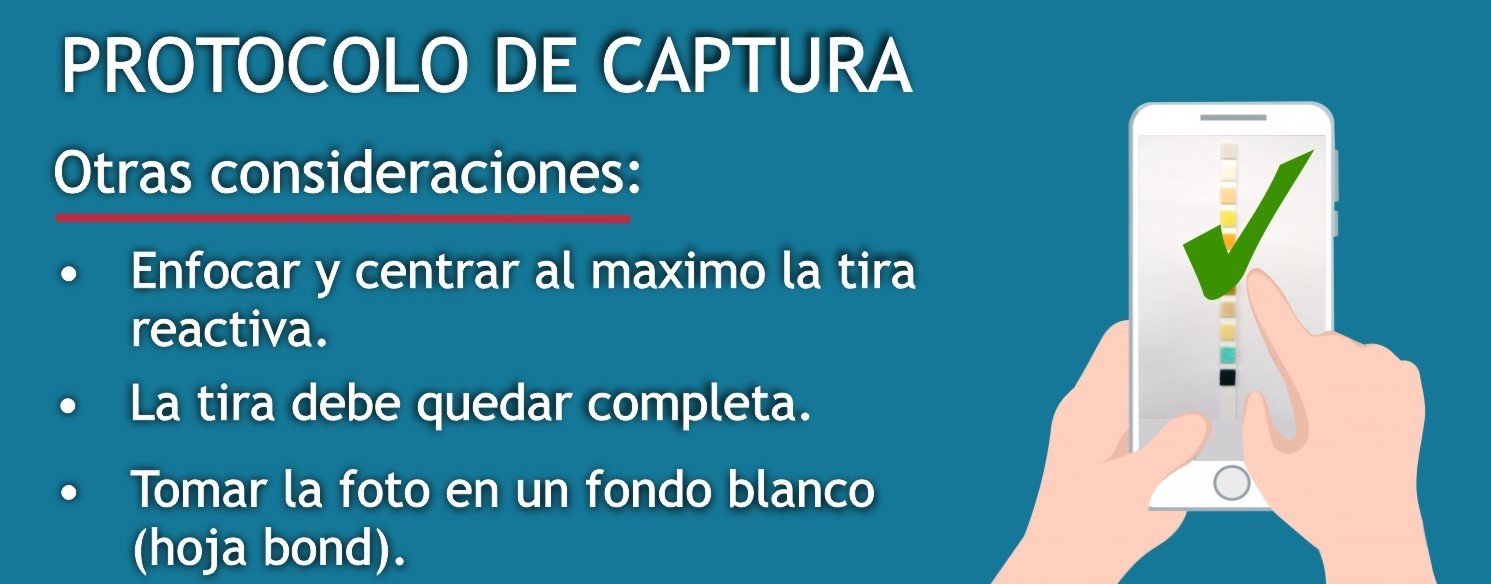 PROTOCOLO DE CAPTURA
Otras consideraciones:
• Enfocar y centrar al maximo la tira
reactiva.
• La tira debe quedar completa.
• Tomar la foto en un fondo blanco
(hoja bond).